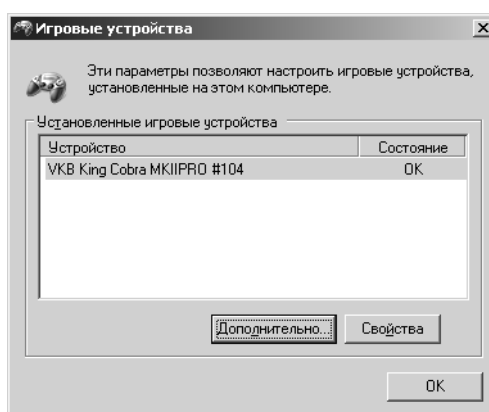 Игровые устройства
Эти параметры позволяют настроить игровые устройства,
установленные на этом компьютере.
Установленные игровые устройства
Устройство Состояние
VKB King Cobra MKIIPRO #104 OK
Дополнительно... Свойства
OK